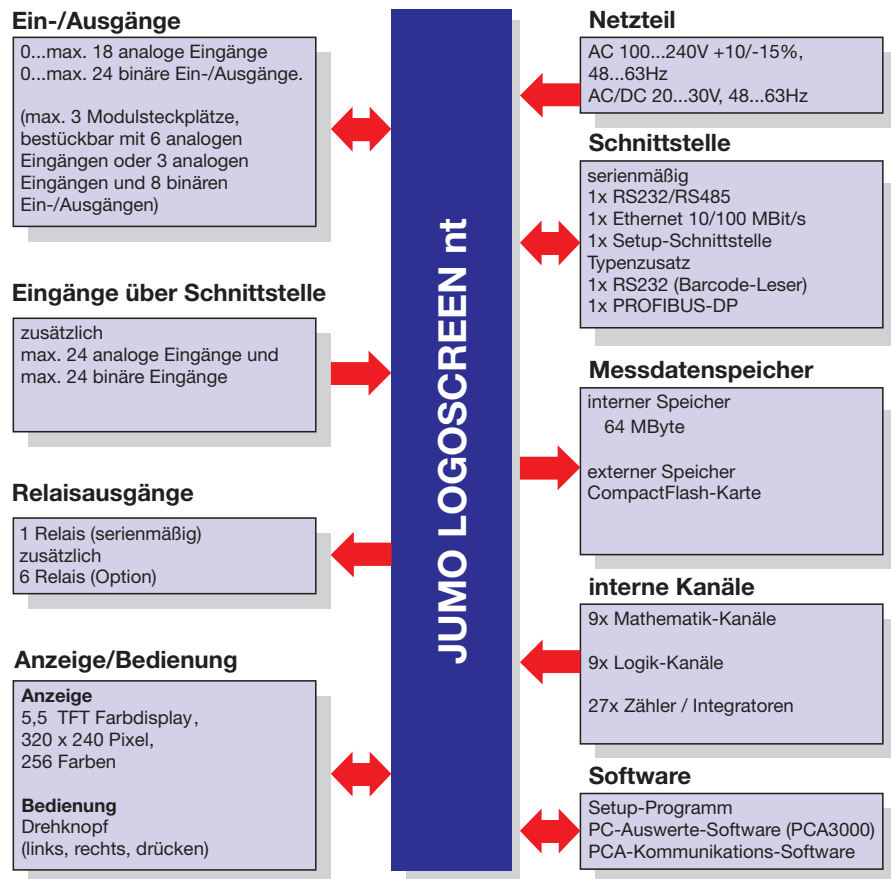 Ein-/Ausgänge
0...max. 18 analoge Eingänge
0...max. 24 binäre Ein-/Ausgänge.
(max. 3 Modulsteckplätze,
bestückbar mit 6 analogen
Eingängen oder 3 analogen
Eingängen und 8 binären
Ein-/Ausgängen)
Eingänge über Schnittstelle
zusätzlich
max. 24 analoge Eingänge und
max. 24 binäre Eingänge
Relaisausgänge
1 Relais (serienmäßig)
zusätzlich
6 Relais (Option)
Anzeige/Bedienung
Anzeige
5,5 TFT Farbdisplay,
320 x 240 Pixel,
256 Farben
Bedienung
Drehknopf
(links, rechts, drücken)
JUMO LOGOSCREEN nt
Netzteil
AC 100...240V +10/-15%,
48...63Hz
AC/DC 20...30V, 48...63Hz
Schnittstelle
serienmäßig
1x RS232/RS485
1x Ethernet 10/100 MBit/s
1x Setup-Schnittstelle
Typenzusatz
1x RS232 (Barcode-Leser)
1x PROFIBUS-DP
Messdatenspeicher
interner Speicher
64 MByte
externer Speicher
CompactFlash-Karte
interne Kanäle
9x Mathematik-Kanäle
9x Logik-Kanäle
27x Zähler / Integratoren
Software
Setup-Programm
PC-Auswerte-Software (PCA3000)
PCA-Kommunikations-Software